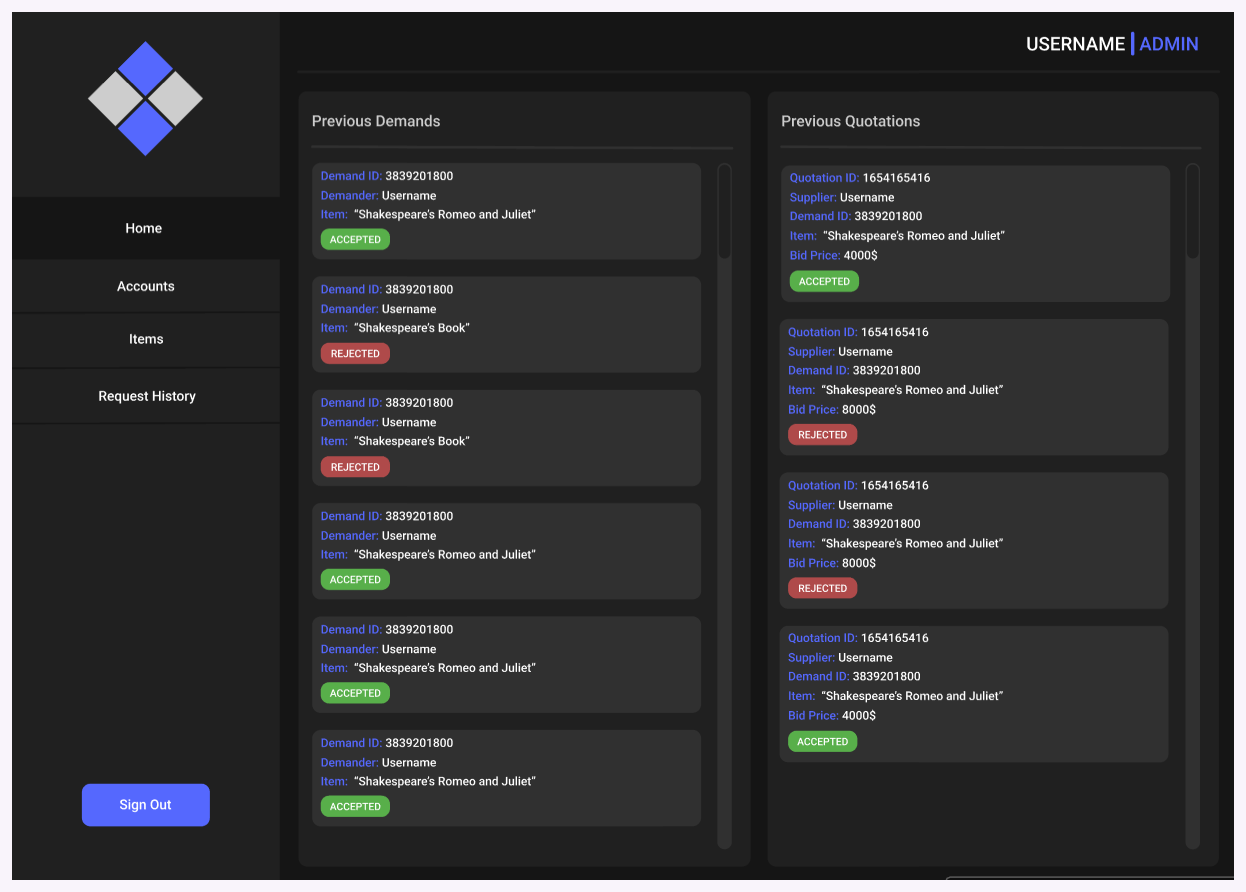 USERNAME | ADMIN
Home
Accounts
Items
Request History
Sign Out
Previous Demands
Demand ID: 3839201800
Demander: Username
Item: “Shakespeare’s Romeo and Juliet”
ACCEPTED
Demand ID: 3839201800
Demander: Username
Item: “Shakespeare’s Book”
REJECTED
Demand ID: 3839201800
Demander: Username
Item: “Shakespeare’s Book”
REJECTED
Demand ID: 3839201800
Demander: Username
Item: “Shakespeare’s Romeo and Juliet”
ACCEPTED
Demand ID: 3839201800
Demander: Username
Item: “Shakespeare’s Romeo and Juliet”
ACCEPTED
Demand ID: 3839201800
Demander: Username
Item: “Shakespeare’s Romeo and Juliet”
ACCEPTED
Previous Quotations
Quotation ID: 1654165416
Supplier: Username
Demand ID: 3839201800
Item: “Shakespeare’s Romeo and Juliet”
Bid Price: 4000$
ACCEPTED
Quotation ID: 1654165416
Supplier: Username
Demand ID: 3839201800
Item: “Shakespeare’s Romeo and Juliet”
Bid Price: 8000$
REJECTED
Quotation ID: 1654165416
Supplier: Username
Demand ID: 3839201800
Item: “Shakespeare’s Romeo and Juliet”
Bid Price: 8000$
REJECTED
Quotation ID: 1654165416
Supplier: Username
Demand ID: 3839201800
Item: “Shakespeare’s Romeo and Juliet”
Bid Price: 4000$
ACCEPTED